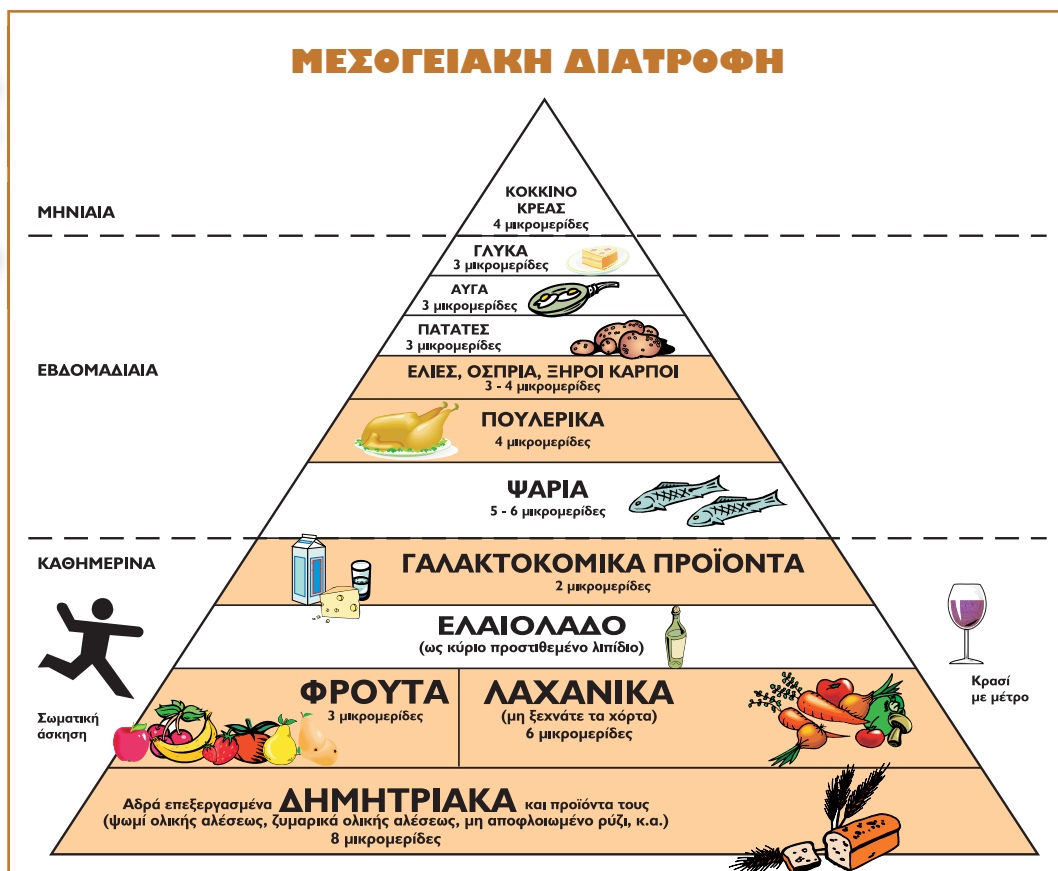 ΜΕΣΟΓΕΙΑΚΗ ΔΙΑΤΡΟΦΗ
ΜΗΝΙΑΙΑ
ΚΟΚΚΙΝΟ
ΚΡΕΑΣ
4 μικρομερίδες
ΓΛΥΚΑ
3 μικρομερίδες
ΑΥΓΑ
3 μικρομερίδες
ΠΑΤΑΤΕΣ
3 μικρομερίδες
ΕΒΔΟΜΑΔΙΑΙΑ
ΕΛΙΕΣ, ΟΣΠΡΙΑ, ΞΗΡΟΙ ΚΑΡΠΟΙ
3 - 4 μικρομερίδες
ΠΟΥΛΕΡΙΚΑ
4 μικρομερίδες
ΨΑΡΙΑ
5 - 6 μικρομερίδες
ΚΑΘΗΜΕΡΙΝΑ
ΓΑΛΑΚΤΟΚΟΜΙΚΑ ΠΡΟΪΟΝΤΑ
2 μικρομερίδες
ΕΛΑΙΟΛΑΔΟ
(ως κύριο προστιθεμένο λιπίδιο)
ΦΡΟΥΤΑ
3 μικρομερίδες
ΛΑΧΑΝΙΚΑ
(μη ξεχνάτε τα χόρτα)
6 μικρομερίδες
Σωματική
άσκηση
Κρασί
με μέτρο
Αδρά επεξεργασμένα ΔΗΜΗΤΡΙΑΚΑ και προϊόντα τους
(ψωμί ολικής αλέσεως, ζυμαρικά ολικής αλέσεως, μη αποφλοιωμένο ρύζι, κ.α.)
8 μικρομερίδες